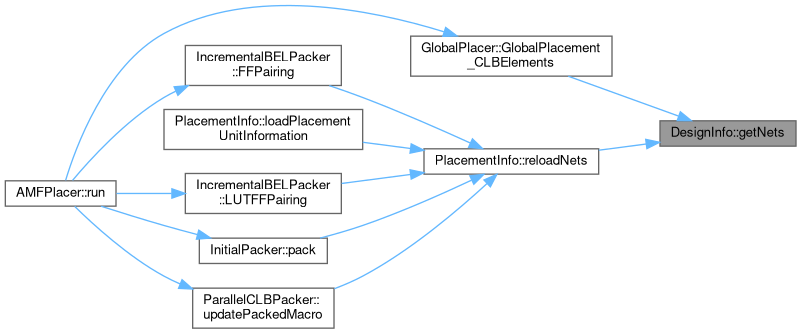 GlobalPlacer::GlobalPlacement
_CLBElements
IncrementalBELPacker
::FFPairing
PlacementInfo::loadPlacement
UnitInformation
DesignInfo::getNets
PlacementInfo::reloadNets
AMFPlacer::run
IncrementalBELPacker
::LUTFFPairing
InitialPacker::pack
ParallelCLBPacker::
updatePackedMacro